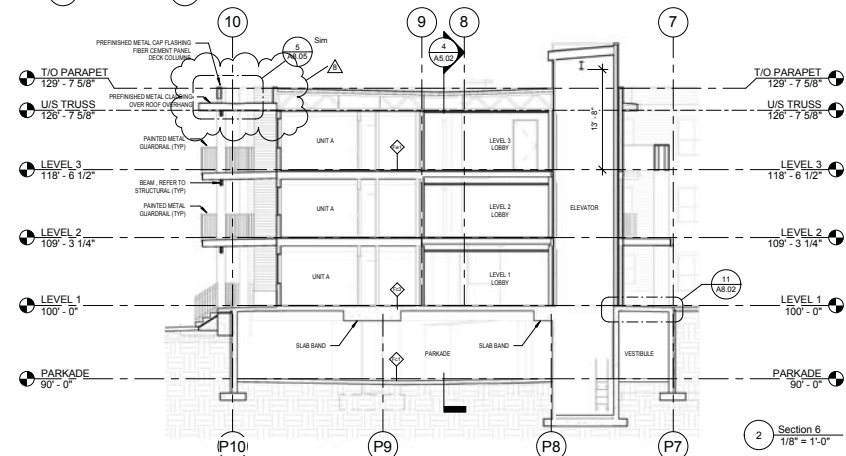 10
9
8
7
5
A8.05
Sim
8
4
A5.02
PREFINISHED METAL CAP FLASHING
FIBER CEMENT PANEL
DECK COLUMNS
PREFINISHED METAL CLADDING
OVER ROOF OVERHANG
T/O PARAPET
129' - 7 5/8"
T/O PARAPET
129' - 7 5/8"
U/S TRUSS
126' - 7 5/8"
U/S TRUSS
126' - 7 5/8"
13' - 8"
PAINTED METAL
GUARDRAIL (TYP)
UNIT A
LEVEL 3
LOBBY
LEVEL 3
118' - 6 1/2"
LEVEL 3
118' - 6 1/2"
BEAM , REFER TO
STRUCTURAL (TYP)
PAINTED METAL
GUARDRAIL (TYP)
UNIT A
LEVEL 2
LOBBY
ELEVATOR
LEVEL 2
109' - 3 1/4"
LEVEL 2
109' - 3 1/4"
UNIT A
LEVEL 1
LOBBY
11
A8.02
LEVEL 1
100' - 0"
LEVEL 1
100' - 0"
SLAB BAND
PARKADE
SLAB BAND
VESTIBULE
PARKADE
90' - 0"
PARKADE
90' - 0"
P10
P9
P8
P7
2
Section 6
1/8" = 1'-0"